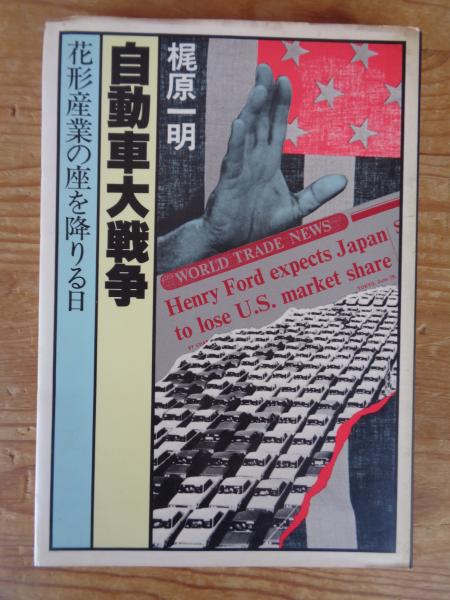 梶原一明
自動車大戦争
花形産業の座を降りる日
WORLD TRADE NEWS
Henry Ford expects Japan
to lose U.S. market share